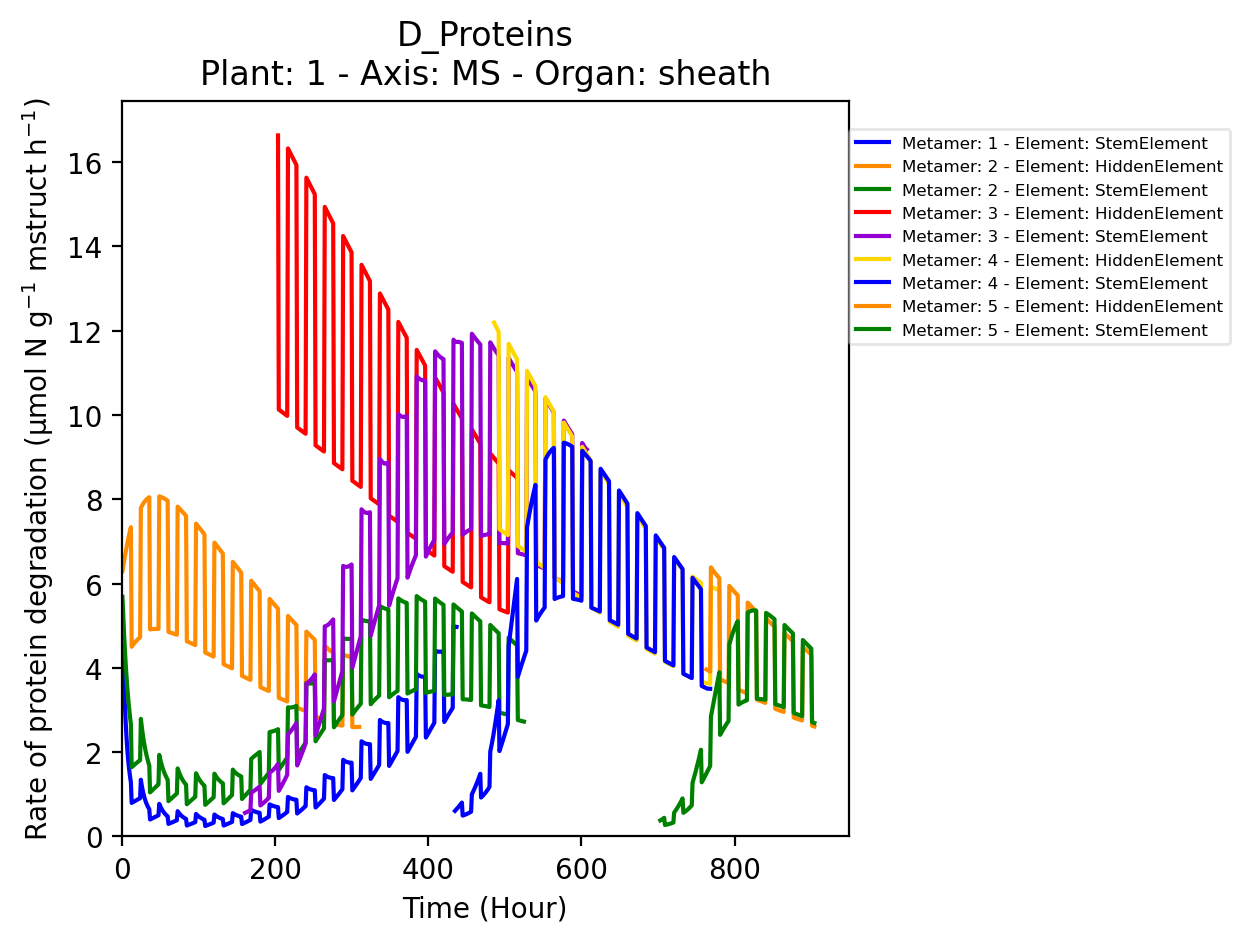 D_Proteins
Plant: 1 - Axis: MS - Organ: sheath
Rate of protein degradation (µmol N g⁻¹ mstruct h⁻¹)
16
14
12
10
8
6
4
2
0
0 200 400 600 800
Time (Hour)
Metamer: 1 - Element: StemElement
Metamer: 2 - Element: HiddenElement
Metamer: 2 - Element: StemElement
Metamer: 3 - Element: HiddenElement
Metamer: 3 - Element: StemElement
Metamer: 4 - Element: HiddenElement
Metamer: 4 - Element: StemElement
Metamer: 5 - Element: HiddenElement
Metamer: 5 - Element: StemElement